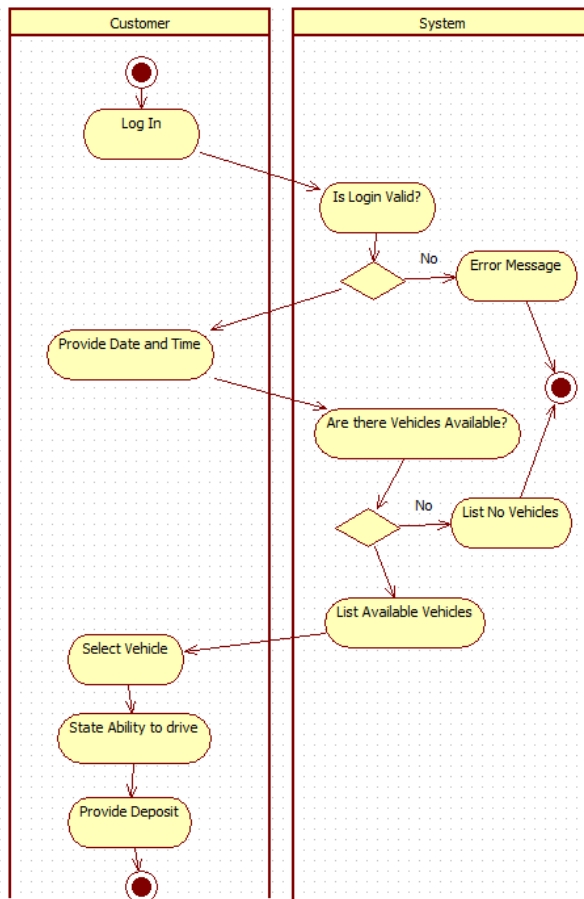 Customer
System
Log In
Is Login Valid?
No
Error Message
Provide Date and Time
Are there Vehicles Available?
No
List No Vehicles
List Available Vehicles
Select Vehicle
State Ability to drive
Provide Deposit